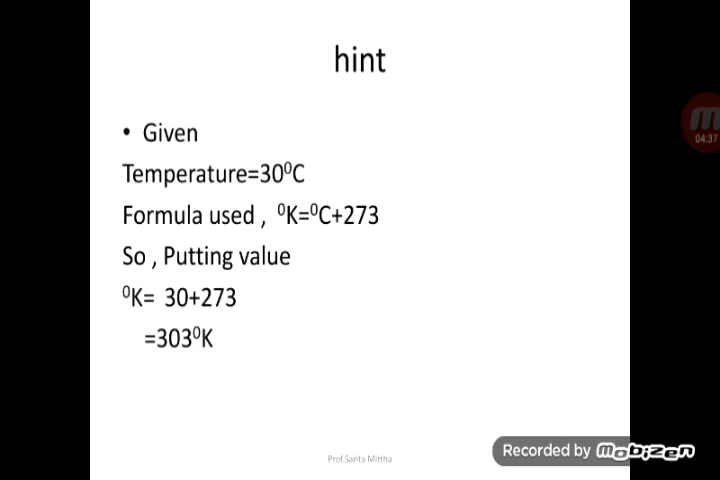 hint
• Given
Temperature=30⁰C
Formula used , ⁰K=⁰C+273
So , Putting value
⁰K= 30+273
=303⁰K
Prof.Sarita Mittha
Recorded by mobizen
m
04:37